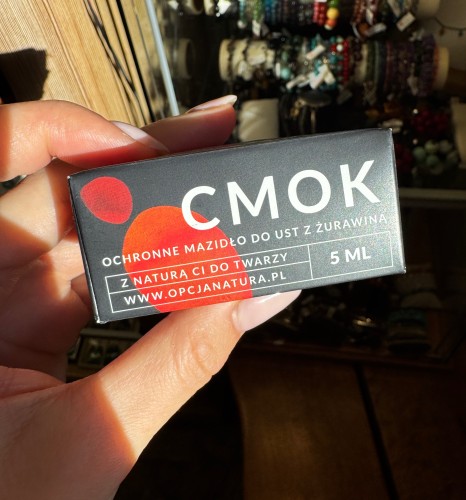 CMOK
OCHRONNE MAZIDŁO DO UST Z ŻURAWINĄ
Z NATURĄ CI DO TWARZY
WWW.OPCJANATURA.PL
5 ML